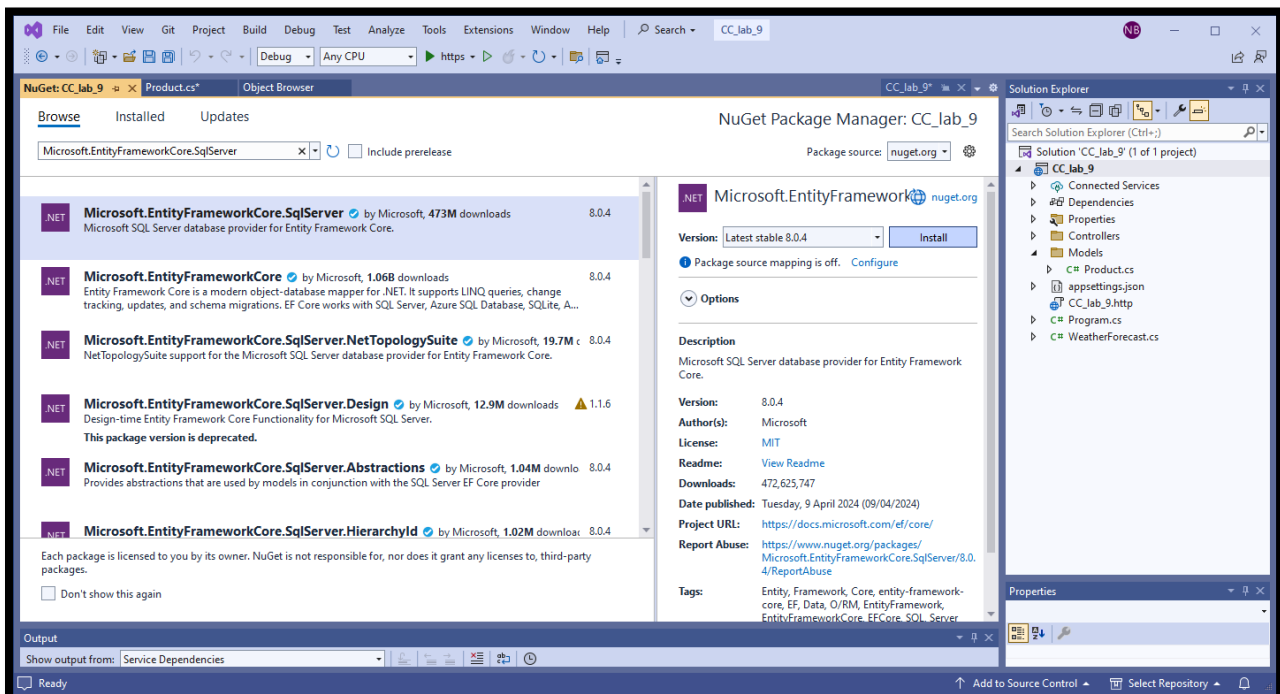 File Edit View Git Project Build Debug Test Analyze Tools Extensions Window Help Search CC_lab_9 NB
Debug Any CPU https
NuGet: CC_lab_9 Product.cs* Object Browser CC_lab_9*
Browse Installed Updates NuGet Package Manager: CC_lab_9
Microsoft.EntityFrameworkCore.SqlServer Include prerelease Package source: nuget.org
.NET Microsoft.EntityFrameworkCore.SqlServer by Microsoft, 473M downloads 8.0.4
Microsoft SQL Server database provider for Entity Framework Core.
.NET Microsoft.EntityFrameworkCore by Microsoft, 1.06B downloads 8.0.4
Entity Framework Core is a modern object-database mapper for .NET. It supports LINQ queries, change
tracking, updates, and schema migrations. EF Core works with SQL Server, Azure SQL Database, SQLite, A...
.NET Microsoft.EntityFrameworkCore.SqlServer.NetTopologySuite by Microsoft, 19.7M c 8.0.4
NetTopologySuite support for the Microsoft SQL Server database provider for Entity Framework Core.
.NET Microsoft.EntityFrameworkCore.SqlServer.Design by Microsoft, 12.9M downloads 1.1.6
Design-time Entity Framework Core Functionality for Microsoft SQL Server.
This package version is deprecated.
.NET Microsoft.EntityFrameworkCore.SqlServer.Abstractions by Microsoft, 1.04M downlo 8.0.4
Provides abstractions that are used by models in conjunction with the SQL Server EF Core provider
.NET Microsoft.EntityFrameworkCore.SqlServer.HierarchyId by Microsoft, 1.02M downloac 8.0.4
Each package is licensed to you by its owner. NuGet is not responsible for, nor does it grant any licenses to, third-party
packages.
Don't show this again
.NET Microsoft.EntityFramework nuget.org
Version: Latest stable 8.0.4 Install
Package source mapping is off. Configure
Options
Description
Microsoft SQL Server database provider for Entity Framework
Core.
Version: 8.0.4
Author(s): Microsoft
License: MIT
Readme: View Readme
Downloads: 472,625,747
Date published: Tuesday, 9 April 2024 (09/04/2024)
Project URL: https://docs.microsoft.com/ef/core/
Report Abuse: https://www.nuget.org/packages/
Microsoft.EntityFrameworkCore.SqlServer/8.0.
4/ReportAbuse
Tags: Entity, Framework, Core, entity-framework-
core, EF, Data, O/RM, EntityFramework,
EntityFrameworkCore, EFCore, SQL, Server
Solution Explorer
Search Solution Explorer (Ctrl+;)
Solution 'CC_lab_9' (1 of 1 project)
CC_lab_9
Connected Services
Dependencies
Properties
Controllers
Models
C# Product.cs
appsettings.json
CC_lab_9.http
C# Program.cs
C# WeatherForecast.cs
Properties
Output
Show output from: Service Dependencies
Ready Add to Source Control Select Repository